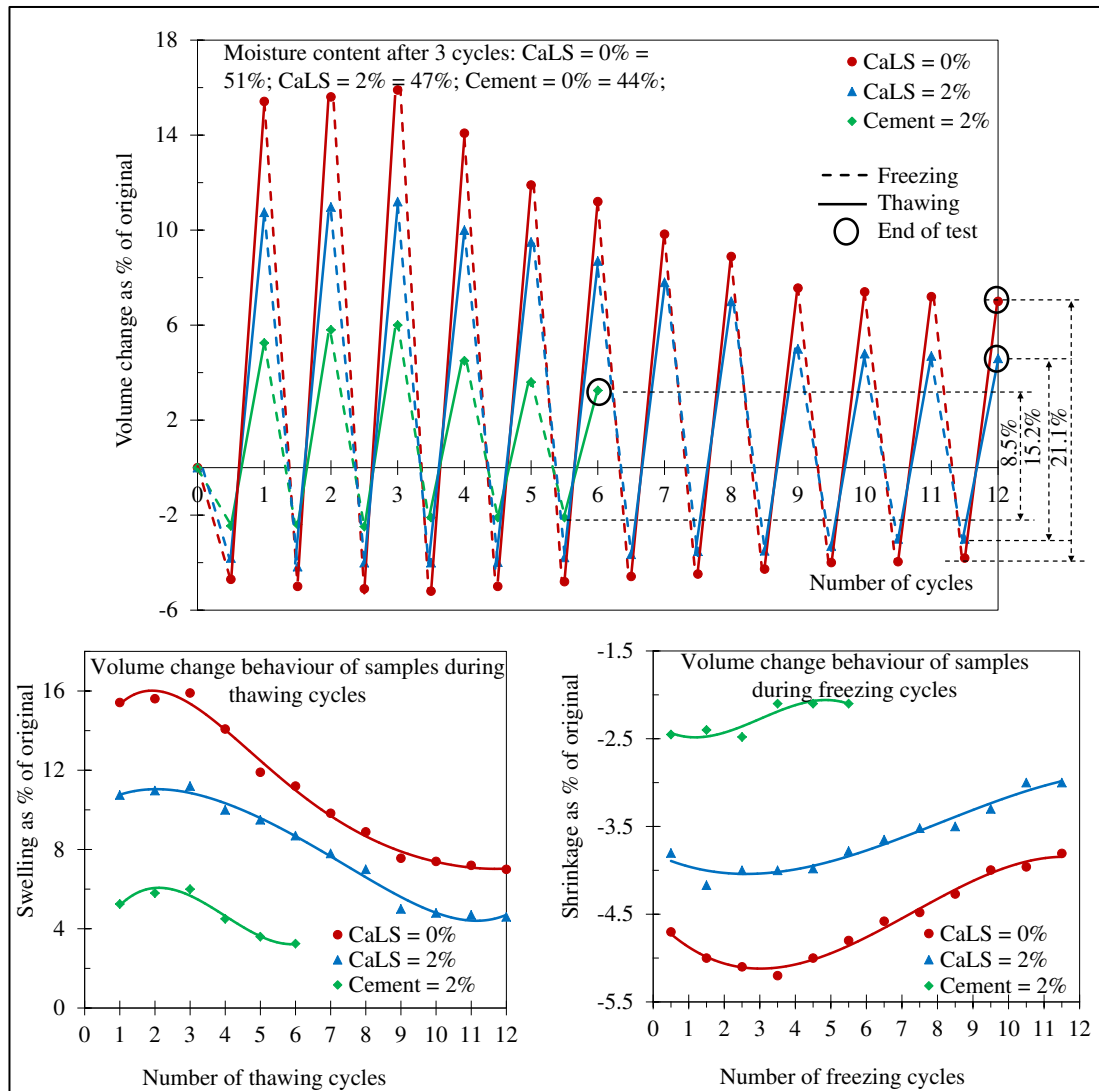 18
14
10
6
2
-2
-6
Volume change as % of original
Moisture content after 3 cycles: CaLS = 0% =
51%; CaLS = 2% = 47%; Cement = 0% = 44%;
CaLS = 0%
CaLS = 2%
Cement = 2%
Freezing
Thawing
End of test
0 1 2 3 4 5 6 7 8 9 10 11 12
Number of cycles
8.5%
15.2%
21.1%
Volume change behaviour of samples during
thawing cycles
16
12
8
4
0
Swelling as % of original
CaLS = 0%
CaLS = 2%
Cement = 2%
0 1 2 3 4 5 6 7 8 9 10 11 12
Number of thawing cycles
Volume change behaviour of samples
during freezing cycles
-1.5
-2.5
-3.5
-4.5
-5.5
Shrinkage as % of original
CaLS = 0%
CaLS = 2%
Cement = 2%
0 1 2 3 4 5 6 7 8 9 10 11 12
Number of freezing cycles